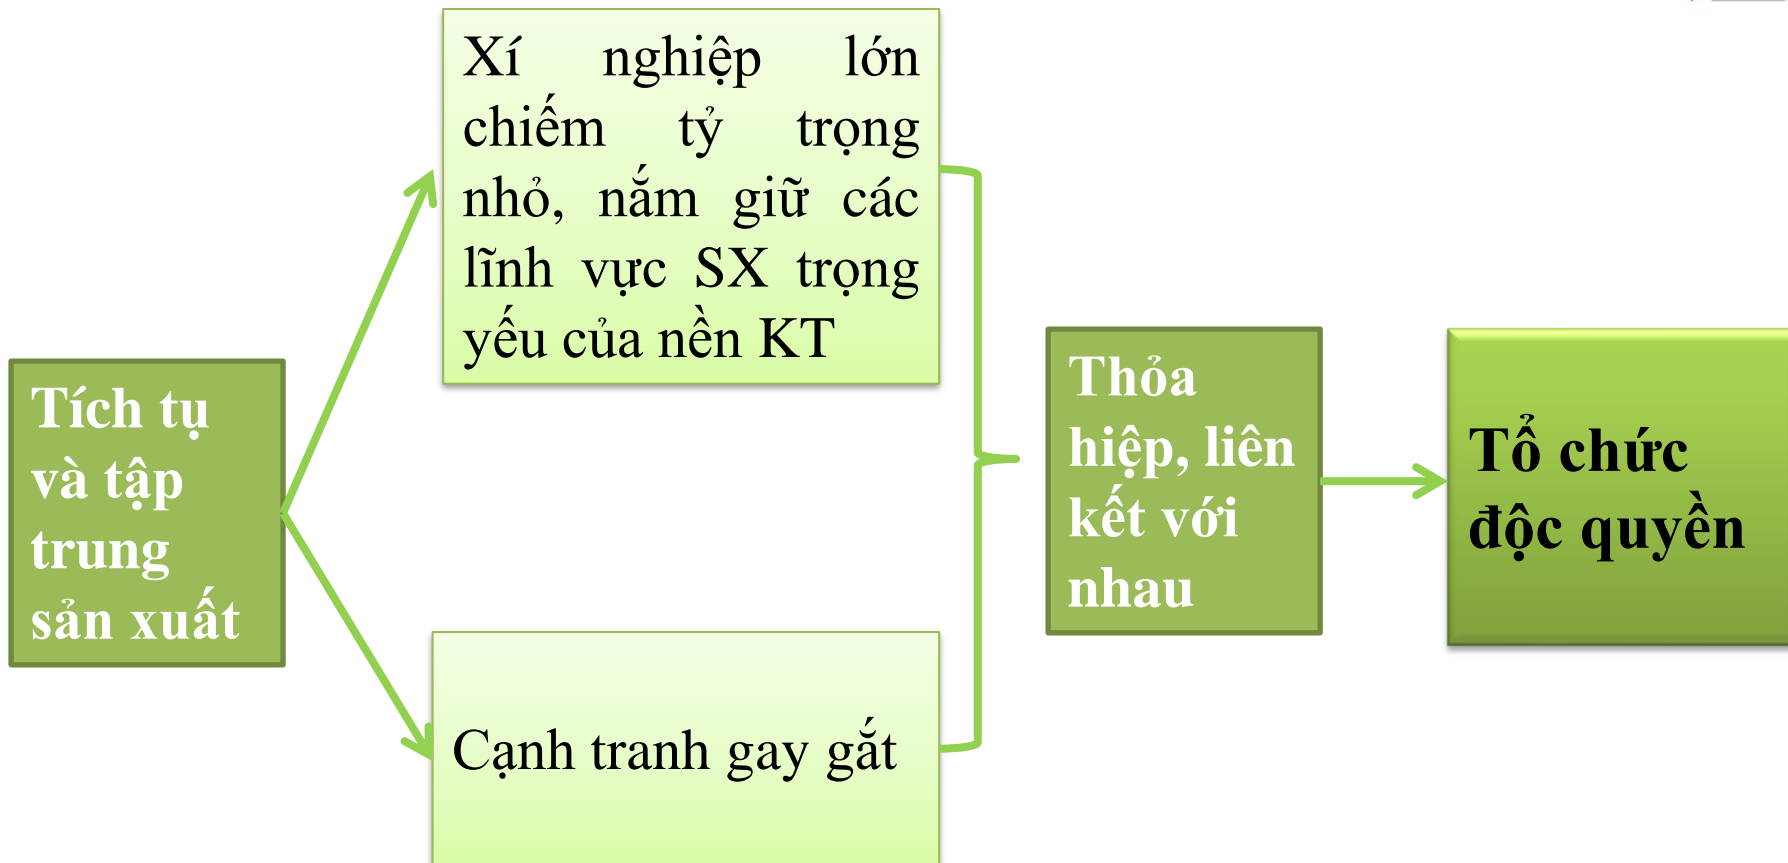 Xí nghiệp lớn
chiếm tỷ trọng
nhỏ, nắm giữ các
lĩnh vực SX trọng
yếu của nền KT
Tích tụ
và tập
trung
sản xuất
Cạnh tranh gay gắt
Thỏa
hiệp, liên
kết với
nhau
Tổ chức
độc quyền